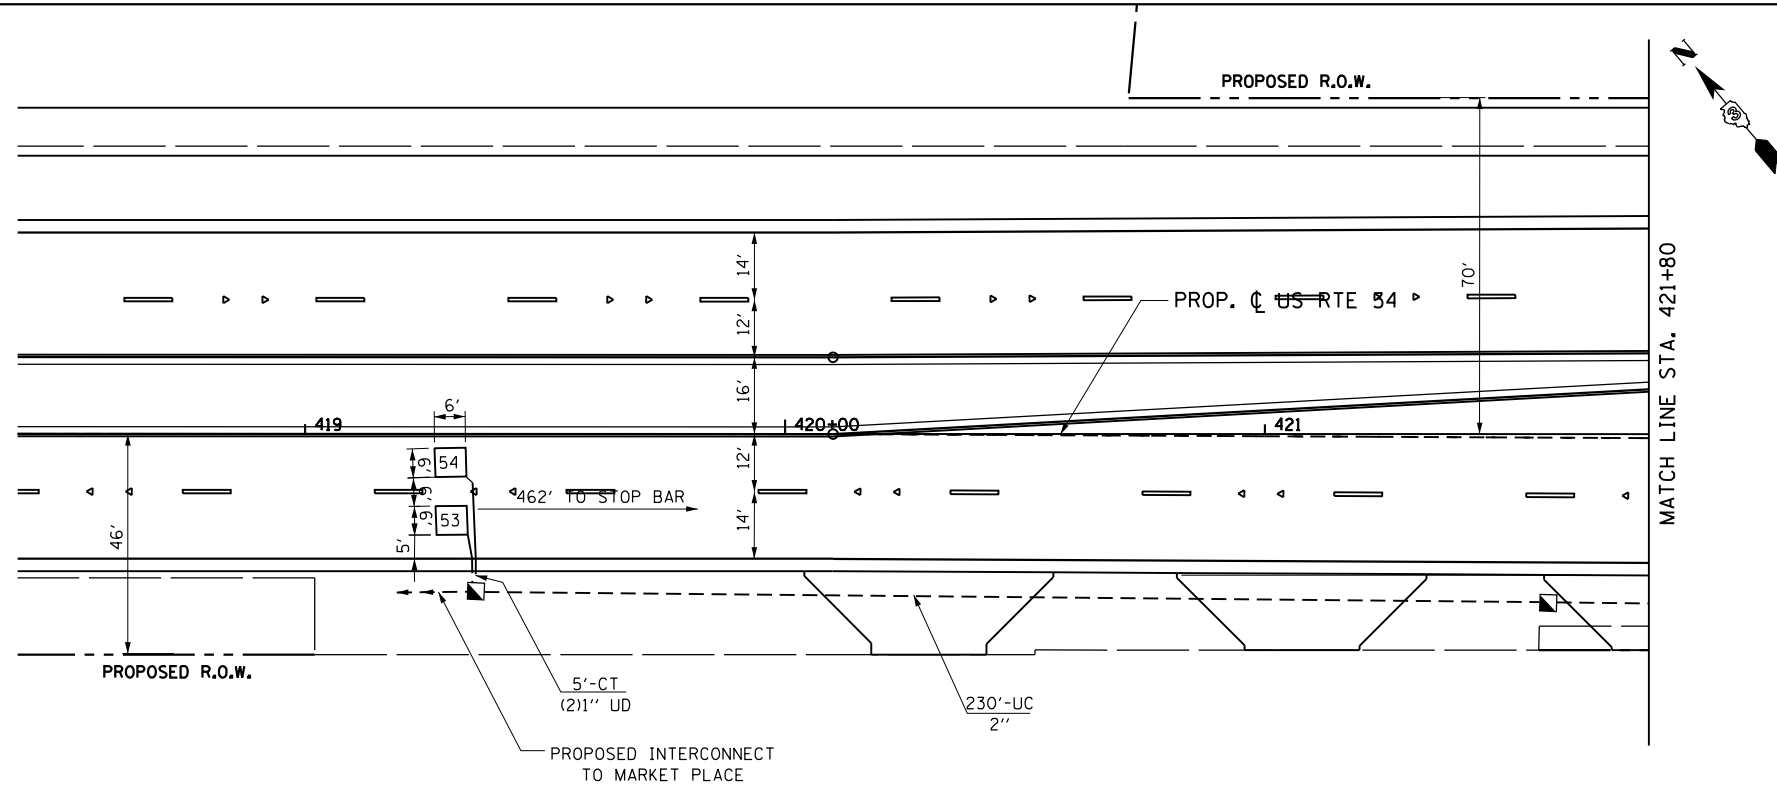 PROPOSED R.O.W.
N
3
14'
12'
70'
PROP. ℄ US RTE 34
16'
MATCH LINE STA. 421+80
6'
419
420+00
421
46'
6'
54
6'
6'
53
5'
462' TO STOP BAR
12'
14'
PROPOSED R.O.W.
5'-CT
(2)1'' UD
230'-UC
2''
PROPOSED INTERCONNECT
TO MARKET PLACE